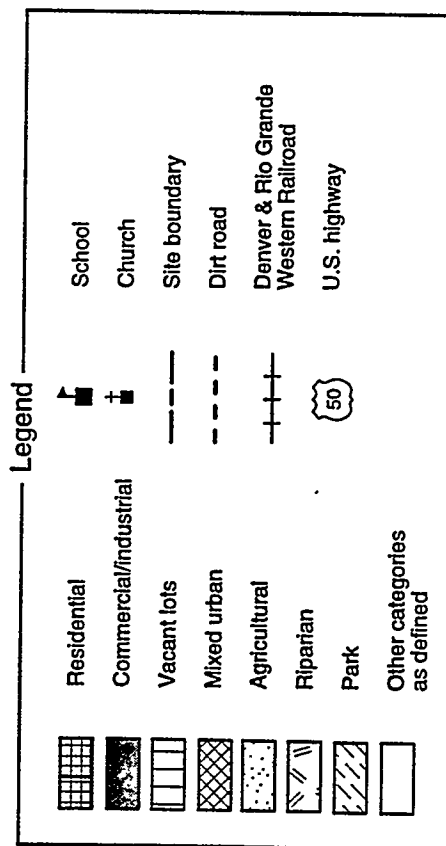 Legend
Residential
Commercial/industrial
Vacant lots
Mixed urban
Agricultural
Riparian
Park
Other categories
as defined
School
Church
Site boundary
Dirt road
Denver & Rio Grande
Western Railroad
50
U.S. highway